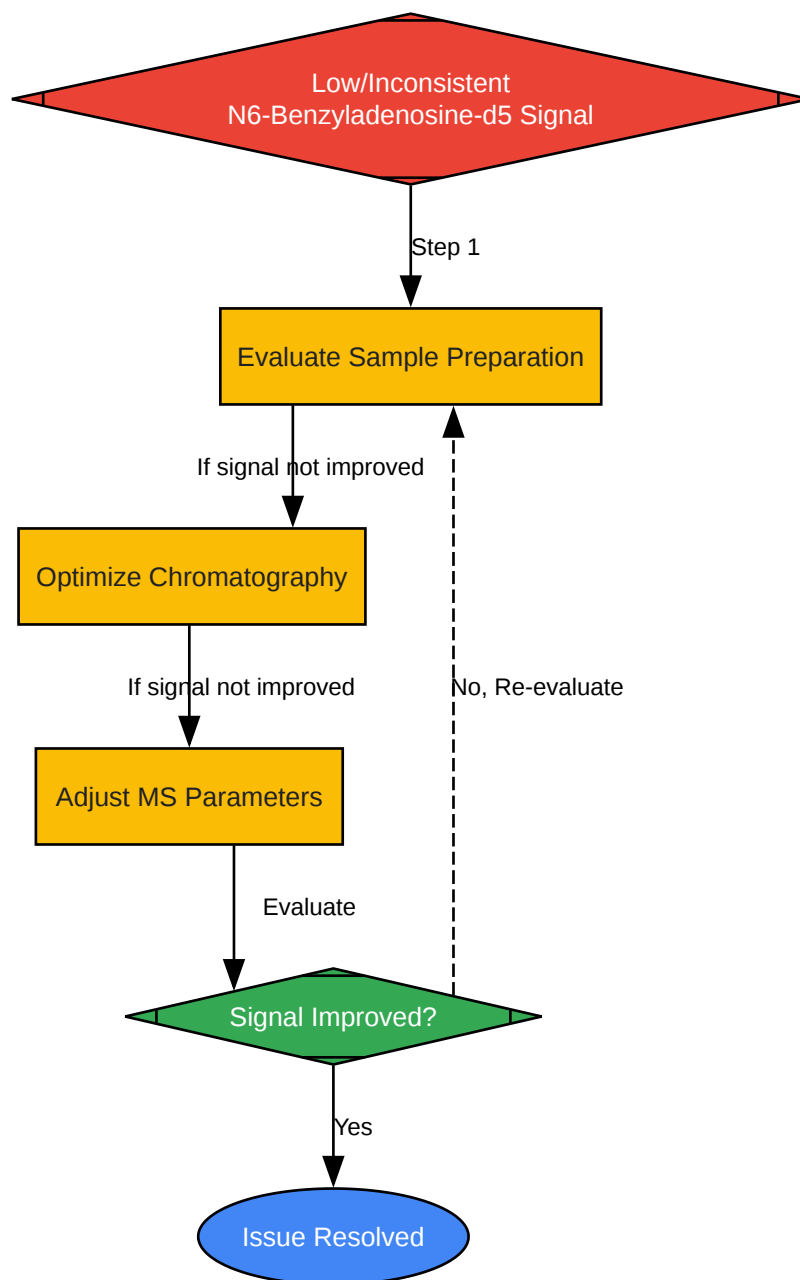 Low/Inconsistent
N6-Benzyladenosine-d5 Signal
Step 1
Evaluate Sample Preparation
If signal not improved
Optimize Chromatography
If signal not improved
No, Re-evaluate
Adjust MS Parameters
Evaluate
Signal Improved?
Yes
Issue Resolved